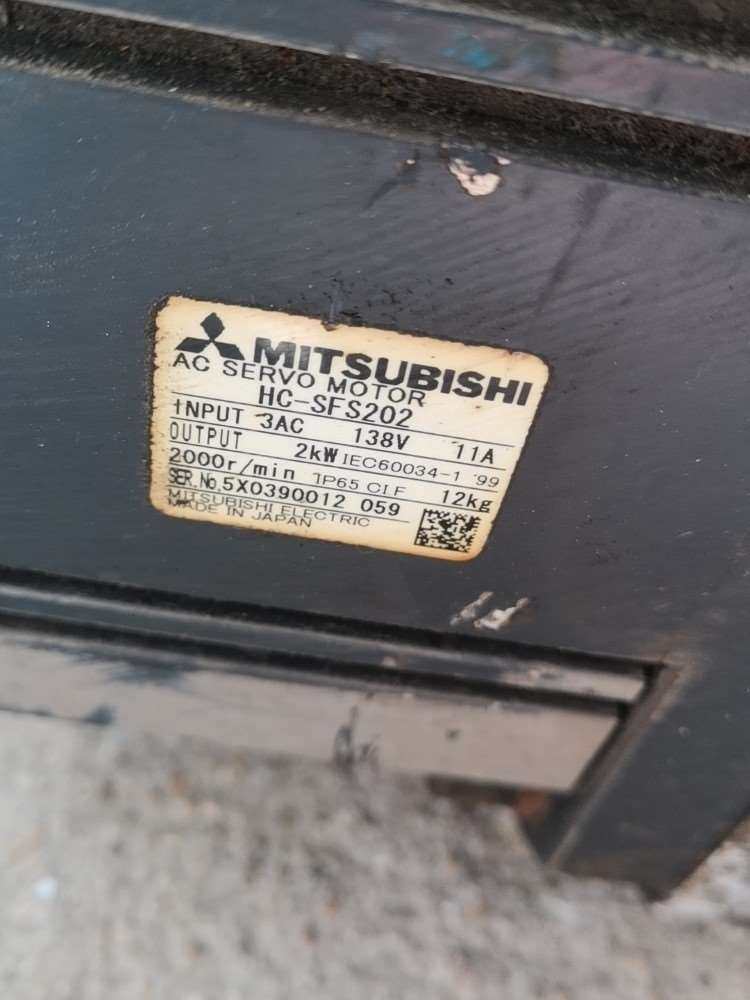 MITSUBISHI
AC SERVO MOTOR
HC-SFS202
INPUT 3AC 138V 11A
OUTPUT 2kW IEC60034-1 '99
2000r/min IP65 CI.F 12kg
SER.No.5X0390012 059
MITSUBISHI ELECTRIC
MADE IN JAPAN